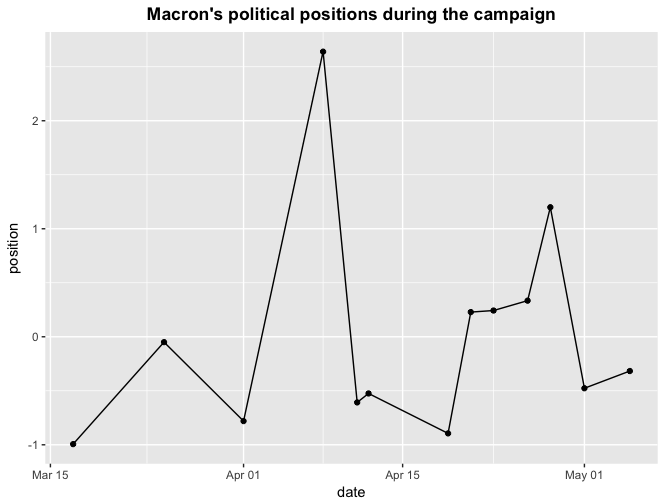 Macron's political positions during the campaign
position
2
1
0
-1
Mar 15
Apr 01
Apr 15
May 01
date